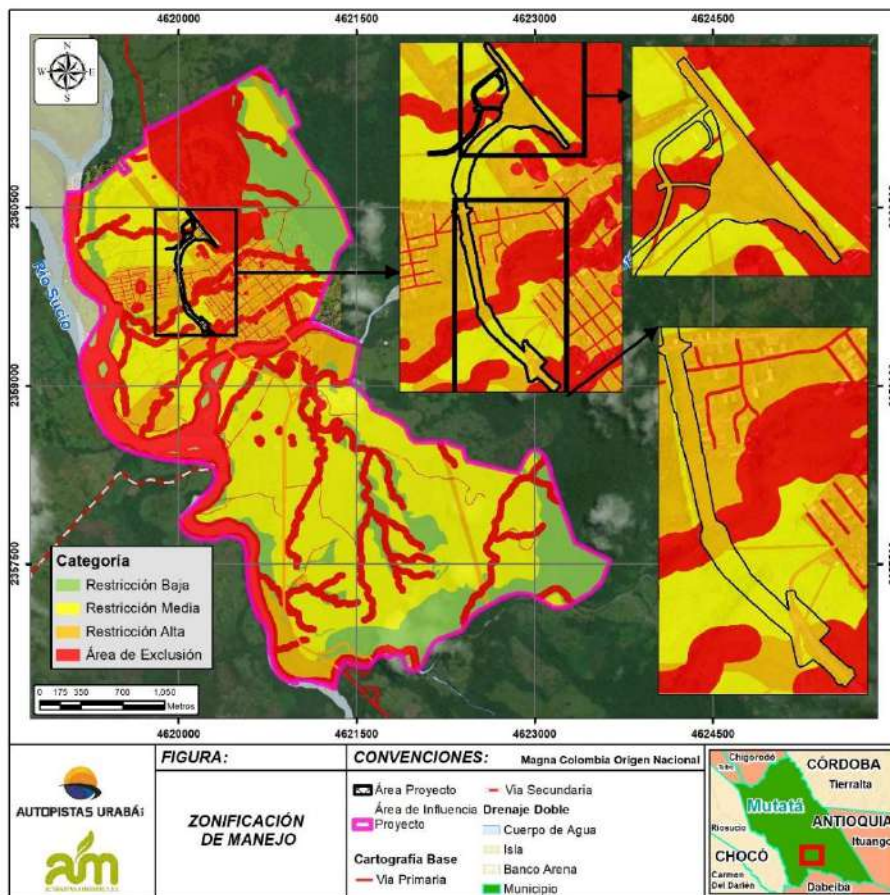 4620000 4621500 4623000 4624500
N
W E
S
2360500
Río Sucio
2359000
2357500
Categoría
Restricción Baja
Restricción Media
Restricción Alta
Área de Exclusión
0 175 350 700 1,050
Metros
4620000 4621500 4623000 4624500
AUTOPISTAS URABÁ
FIGURA:
ZONIFICACIÓN
DE MANEJO
CONVENCIONES: Magna Colombia Origen Nacional
Área Proyecto
Área de Influencia
Proyecto
Cartografía Base
Via Primaria
Via Secundaria
Drenaje Doble
Cuerpo de Agua
Isla
Banco Arena
Municipio
Chigorodó
CÓRDOBA
Tierralta
Mutatá
ANTIOQUIA
Riosucio
Ituango
CHOCÓ
Carmen
Del Darién
Dabeiba